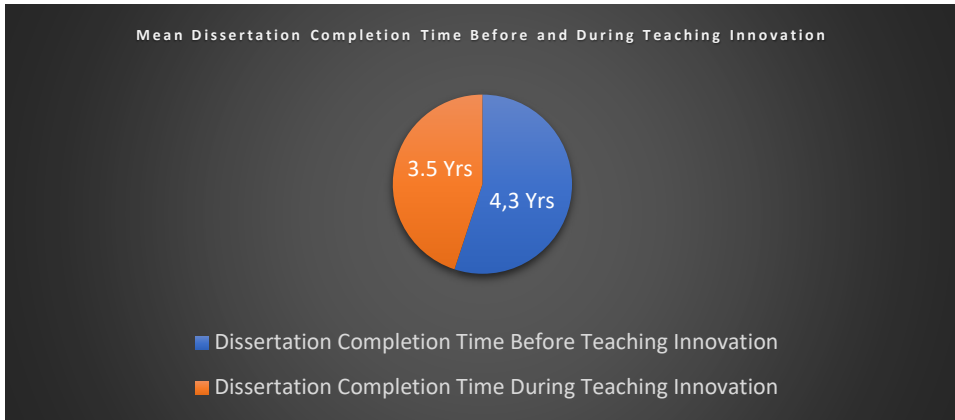 Mean Dissertation Completion Time Before and During Teaching Innovation
3.5 Yrs
4,3 Yrs
Dissertation Completion Time Before Teaching Innovation
Dissertation Completion Time During Teaching Innovation